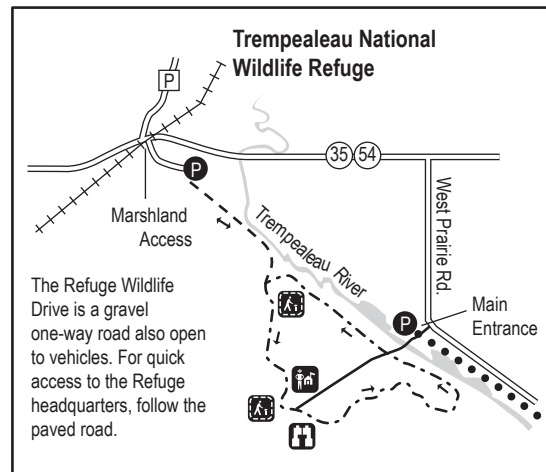 Trempealeau National
Wildlife Refuge
P
P
35 54
Marshland
Access
West Prairie Rd.
Trempealeau River
The Refuge Wildlife
Drive is a gravel
one-way road also open
to vehicles. For quick
access to the Refuge
headquarters, follow the
paved road.
P
Main
Entrance